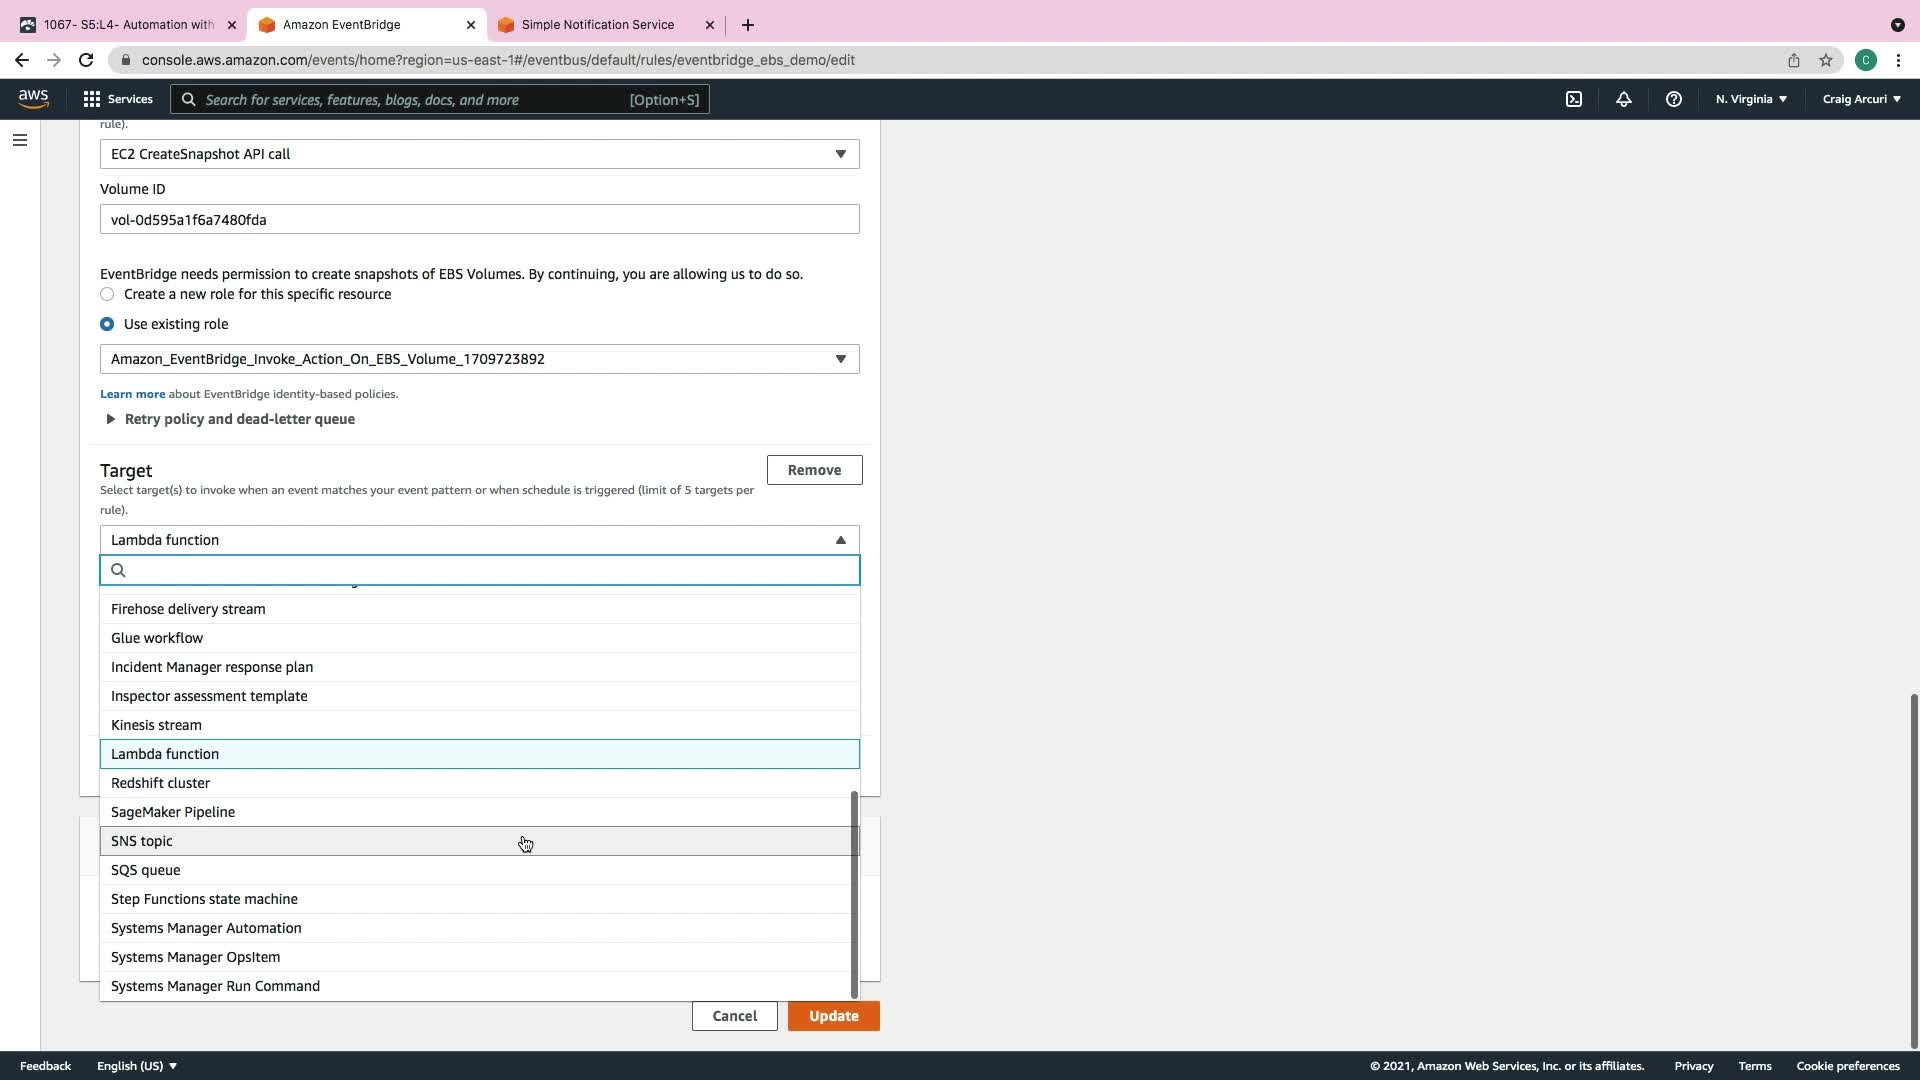 1067- S5:L4- Automation with
Amazon EventBridge
Simple Notification Service
console.aws.amazon.com/events/home?region=us-east-1#/eventbus/default/rules/eventbridge_ebs_demo/edit
C
aws
Services
Search for services, features, blogs, docs, and more
[Option+S]
N. Virginia
Craig Arcuri
rule).
EC2 CreateSnapshot API call
Volume ID
vol-0d595a1f6a7480fda
EventBridge needs permission to create snapshots of EBS Volumes. By continuing, you are allowing us to do so.
Create a new role for this specific resource
Use existing role
Amazon_EventBridge_Invoke_Action_On_EBS_Volume_1709723892
Learn more about EventBridge identity-based policies.
Retry policy and dead-letter queue
Target
Remove
Select target(s) to invoke when an event matches your event pattern or when schedule is triggered (limit of 5 targets per
rule).
Lambda function
Firehose delivery stream
Glue workflow
Incident Manager response plan
Inspector assessment template
Kinesis stream
Lambda function
Redshift cluster
SageMaker Pipeline
SNS topic
SQS queue
Step Functions state machine
Systems Manager Automation
Systems Manager OpsItem
Systems Manager Run Command
Cancel
Update
Feedback
English (US)
© 2021, Amazon Web Services, Inc. or its affiliates.
Privacy
Terms
Cookie preferences